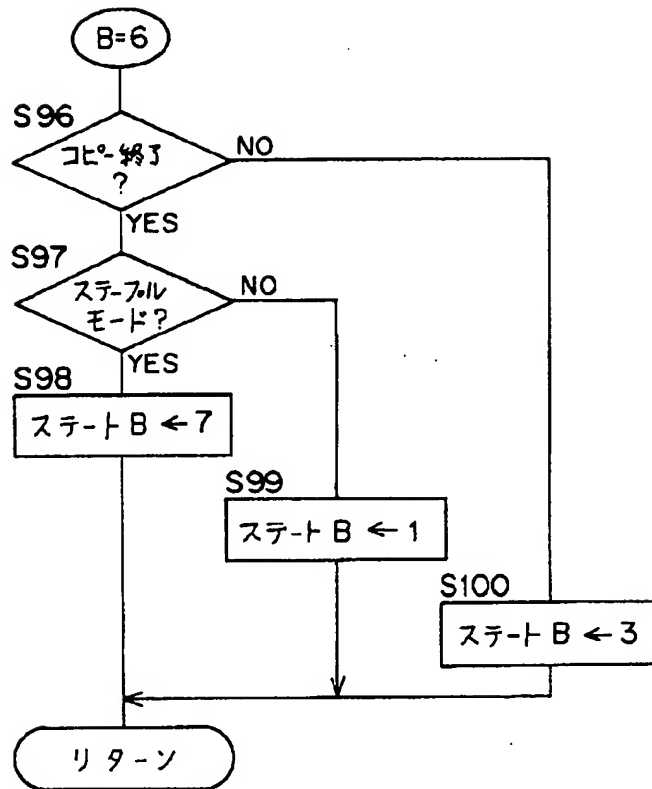 B=6
S96
コピー終了
?
NO
YES
S97
ステープル
モード?
NO
YES
S98
ステートB←7
S99
ステートB←1
S100
ステートB←3
リターン